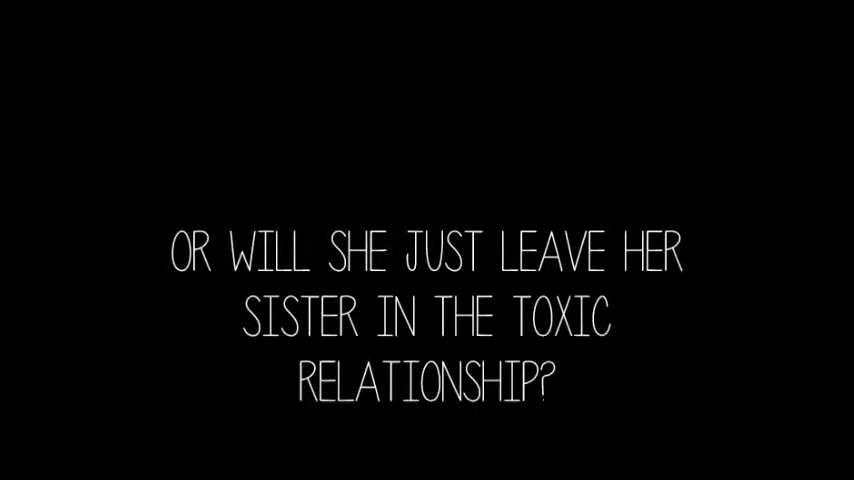 OR WILL SHE JUST LEAVE HER
SISTER IN THE TOXIC
RELATIONSHIP?